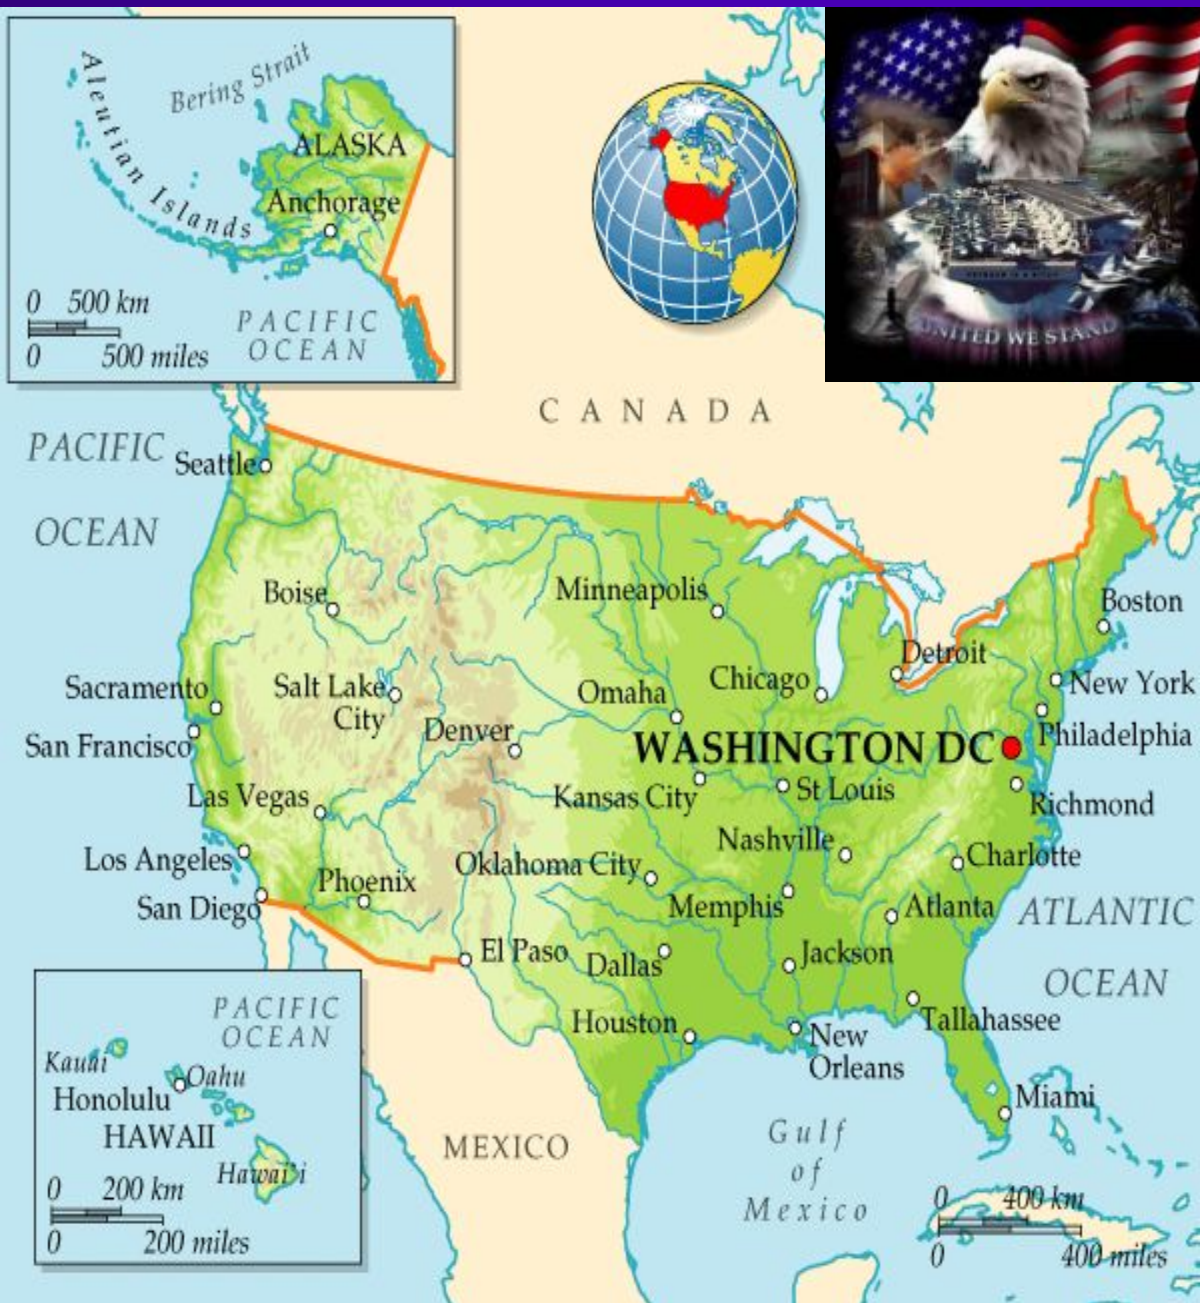 Aleutian Islands
Bering Strait
ALASKA
Anchorage
0 500 km
0 500 miles
PACIFIC
OCEAN
UNITED WE STAND
CANADA
PACIFIC
OCEAN
Seattle
Boise
Minneapolis
Boston
Detroit
Sacramento
Salt Lake
City
Omaha
Chicago
New York
San Francisco
Denver
WASHINGTON DC
Philadelphia
Las Vegas
Kansas City
St Louis
Richmond
Los Angeles
Phoenix
Oklahoma City
Nashville
Charlotte
San Diego
Memphis
Atlanta
ATLANTIC
OCEAN
El Paso
Dallas
Jackson
Houston
New
Orleans
Tallahassee
Miami
PACIFIC
OCEAN
Kauai
Oahu
Honolulu
HAWAII
Hawai'i
0 200 km
0 200 miles
MEXICO
Gulf
of
Mexico
0 400 km
0 400 miles